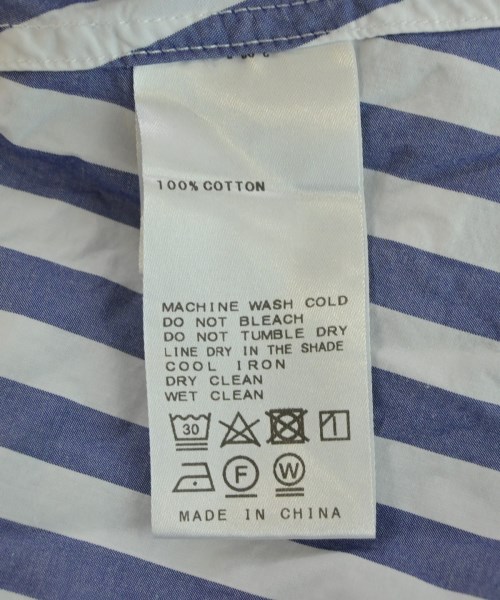 100% COTTON
MACHINE WASH COLD
DO NOT BLEACH
DO NOT TUMBLE DRY
LINE DRY IN THE SHADE
COOL IRON
DRY CLEAN
WET CLEAN
30
F W
MADE IN CHINA